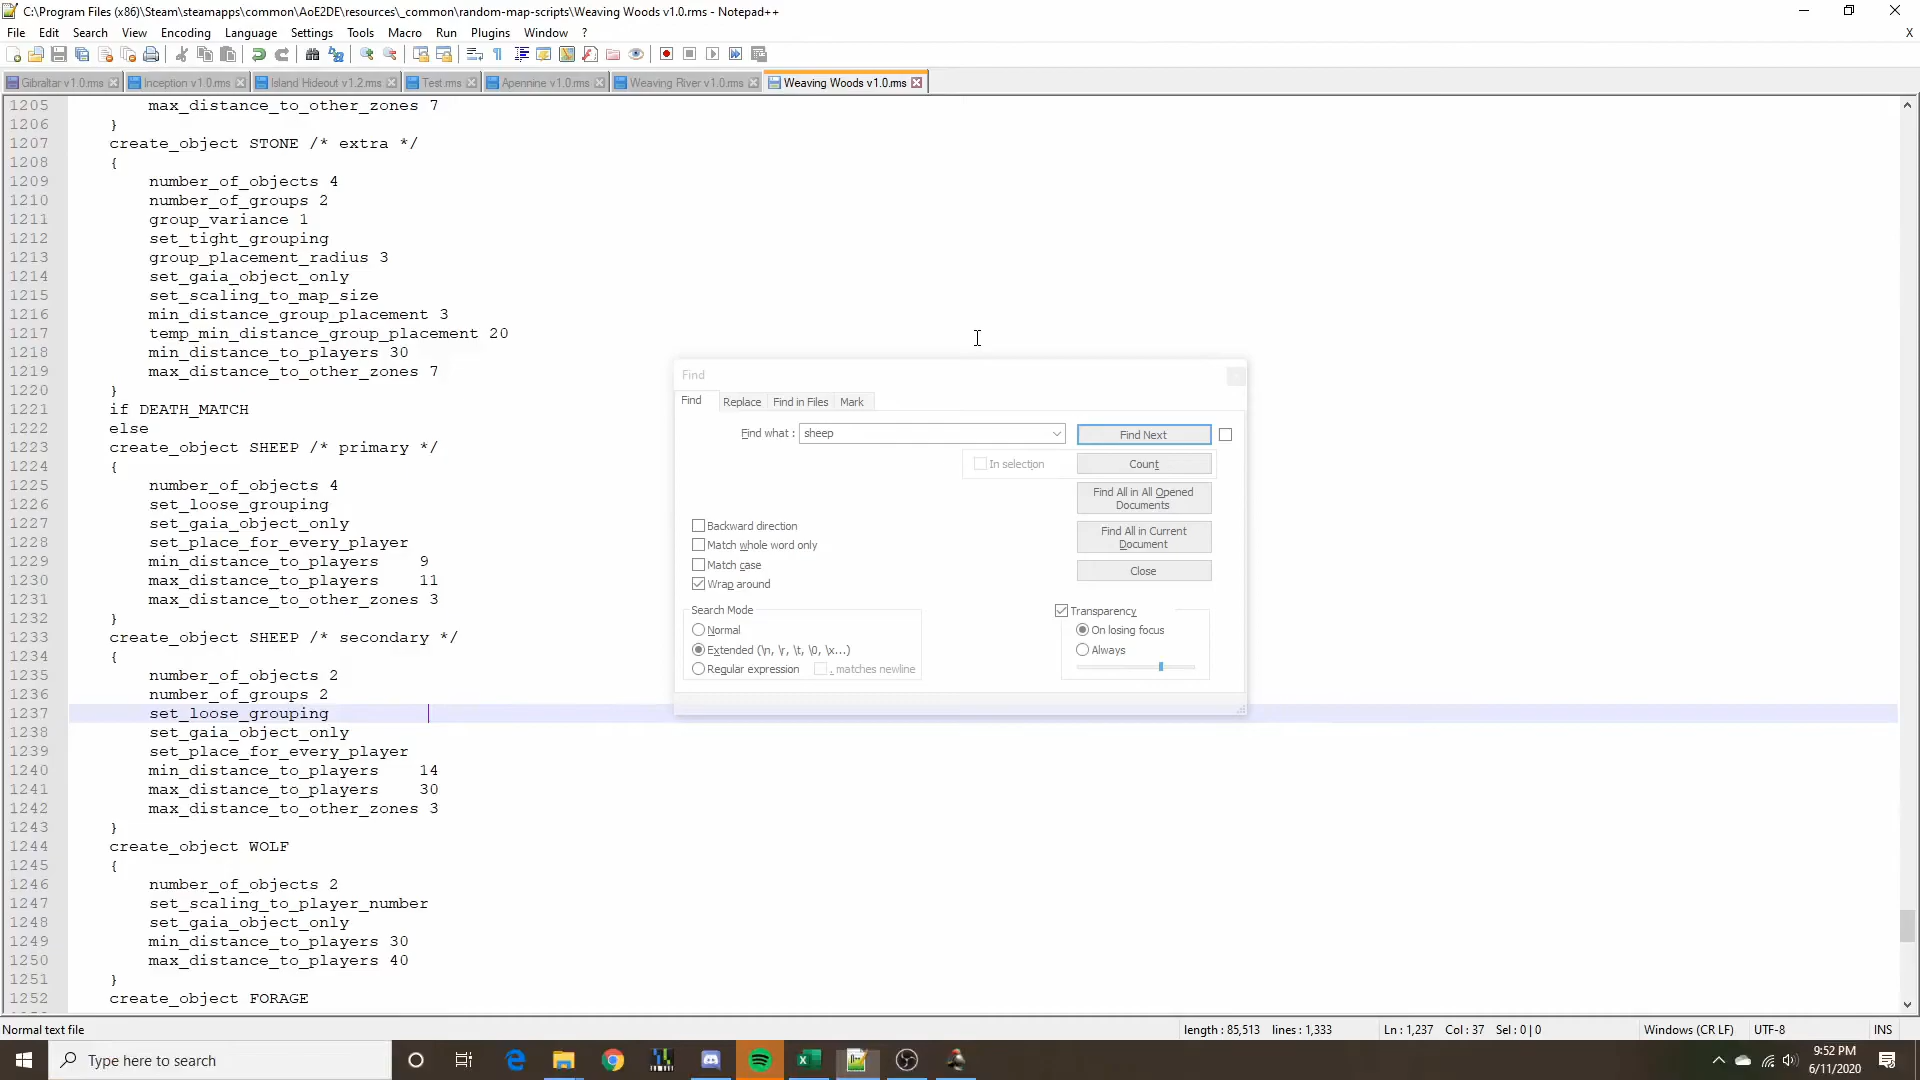 C:\Program Files (x86)\Steam\steamapps\common\AoE2DE\resources\_common\random-map-scripts\Weaving Woods v1.0.rms - Notepad++
File Edit Search View Encoding Language Settings Tools Macro Run Plugins Window ? X
Gibraltar v1.0.rms Inception v1.0.rms Island Hideout v1.2.rms Test.rms Apennine v1.0.rms Weaving River v1.0.rms Weaving Woods v1.0.rms
1205 max_distance_to_other_zones 7
1206 }
1207 create_object STONE /* extra */
1208 {
1209 number_of_objects 4
1210 number_of_groups 2
1211 group_variance 1
1212 set_tight_grouping
1213 group_placement_radius 3
1214 set_gaia_object_only
1215 set_scaling_to_map_size
1216 min_distance_group_placement 3
1217 temp_min_distance_group_placement 20
1218 min_distance_to_players 30
1219 max_distance_to_other_zones 7
1220 }
1221 if DEATH_MATCH
1222 else
1223 create_object SHEEP /* primary */
1224 {
1225 number_of_objects 4
1226 set_loose_grouping
1227 set_gaia_object_only
1228 set_place_for_every_player
1229 min_distance_to_players 9
1230 max_distance_to_players 11
1231 max_distance_to_other_zones 3
1232 }
1233 create_object SHEEP /* secondary */
1234 {
1235 number_of_objects 2
1236 number_of_groups 2
1237 set_loose_grouping
1238 set_gaia_object_only
1239 set_place_for_every_player
1240 min_distance_to_players 14
1241 max_distance_to_players 30
1242 max_distance_to_other_zones 3
1243 }
1244 create_object WOLF
1245 {
1246 number_of_objects 2
1247 set_scaling_to_player_number
1248 set_gaia_object_only
1249 min_distance_to_players 30
1250 max_distance_to_players 40
1251 }
1252 create_object FORAGE
Find
Find Replace Find in Files Mark
Find what : sheep Find Next
In selection Count
Find All in All Opened
Documents
Find All in Current
Document
Close
Backward direction
Match whole word only
Match case
Wrap around
Search Mode
Normal
Extended (\n, \r, \t, \0, \x...)
Regular expression . matches newline
Transparency
On losing focus
Always
Normal text file length : 85,513 lines : 1,333 Ln : 1,237 Col : 37 Sel : 0 | 0 Windows (CR LF) UTF-8 INS
Type here to search
9:52 PM
6/11/2020